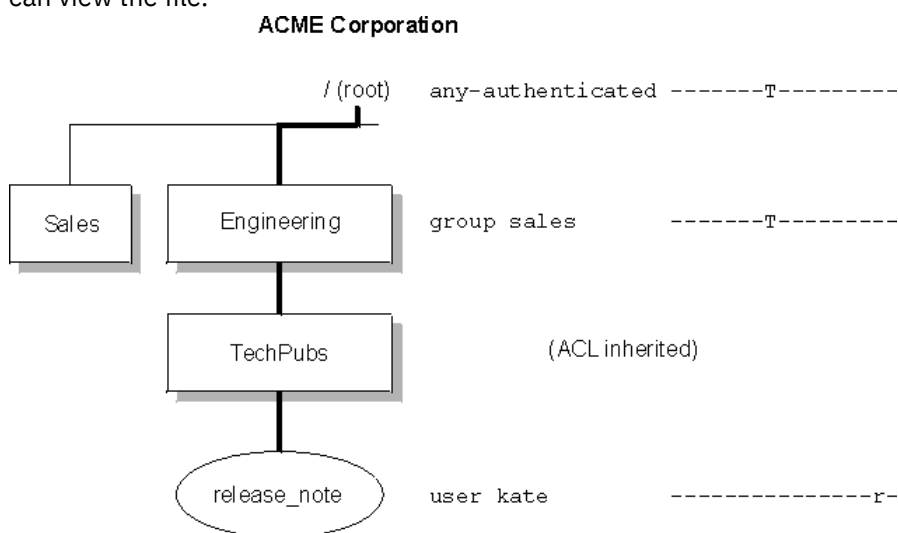 can view the file.
ACME Corporation
/ (root) any-authenticated -------T---------
Sales Engineering group sales -------T---------
TechPubs (ACL inherited)
release_note user kate --------------r-